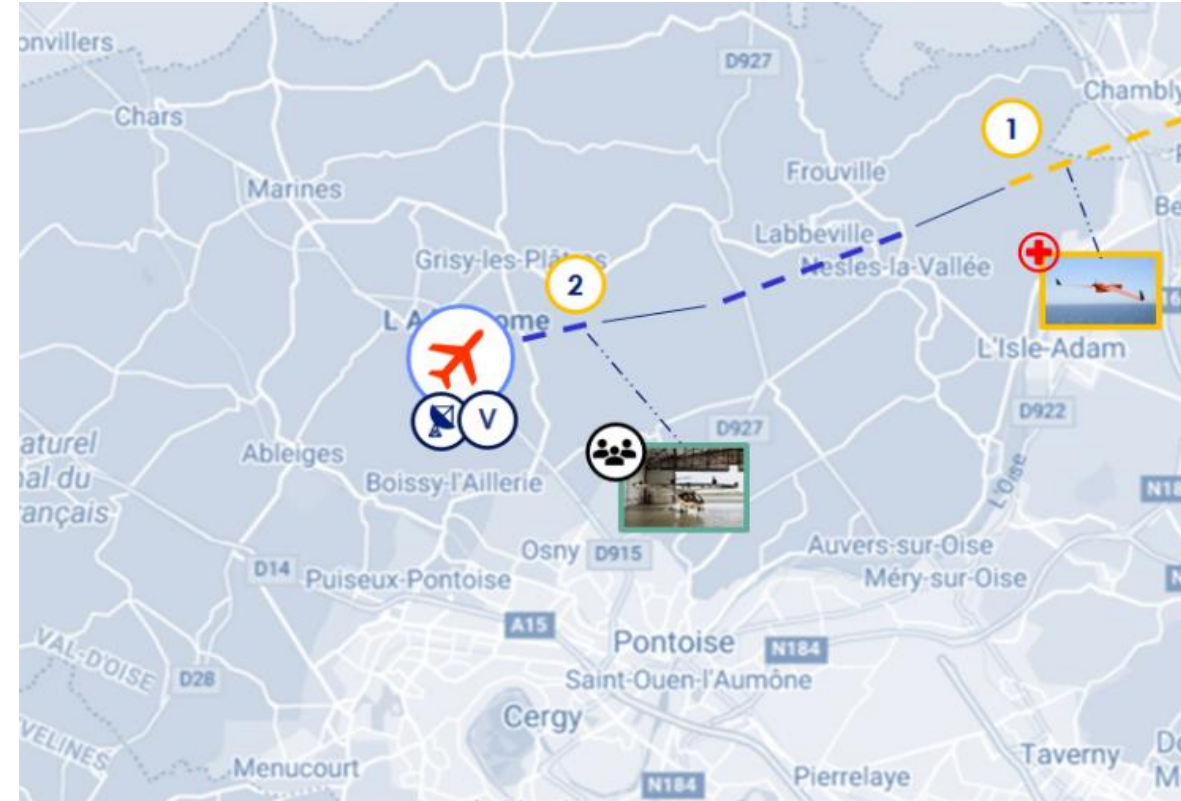 onvillers
D927
Chambly
Chars
1
Frouville
Marines
Be
Labbeville
Grisy-les-Plâtres
Nesles-la-Vallée
2
L A
ome
L'Isle-Adam
V
D922
D927
aturel
al du
ançais
Ableiges
Boissy-l'Aillerie
L'Oise
N18
Osny
D915
Auvers-sur-Oise
D14
Puiseux-Pontoise
Méry-sur-Oise
N
A15
Pontoise
N184
VAL-D'OISE
D28
Saint-Ouen-l'Aumône
Cergy
VELINES
Menucourt
N184
Pierrelaye
Taverny
M